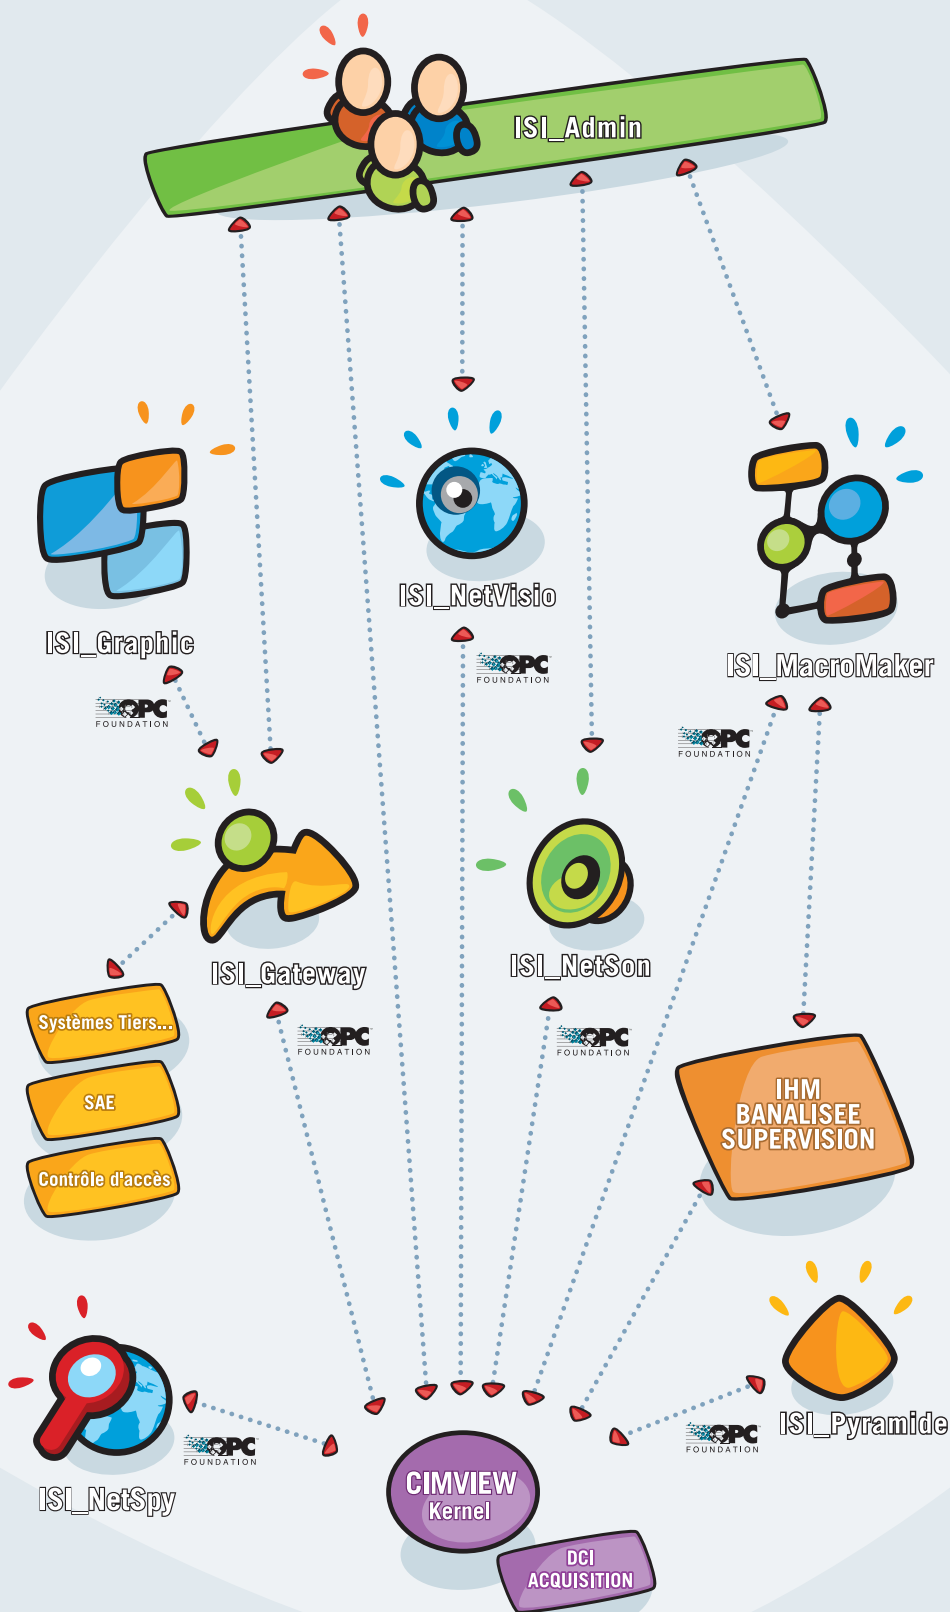 ISI_Admin
ISI_NetVisio
ISI_Graphic
ISI_MacroMaker
OPC
FOUNDATION
OPC
FOUNDATION
OPC
FOUNDATION
ISI_Gateway
ISI_NetSon
Systèmes Tiers...
SAE
Contrôle d'accès
OPC
FOUNDATION
OPC
FOUNDATION
IHM
BANALISEE
SUPERVISION
ISI_Pyramide
OPC
FOUNDATION
OPC
FOUNDATION
ISI_NetSpy
CIMVIEW
Kernel
DCI
ACQUISITION